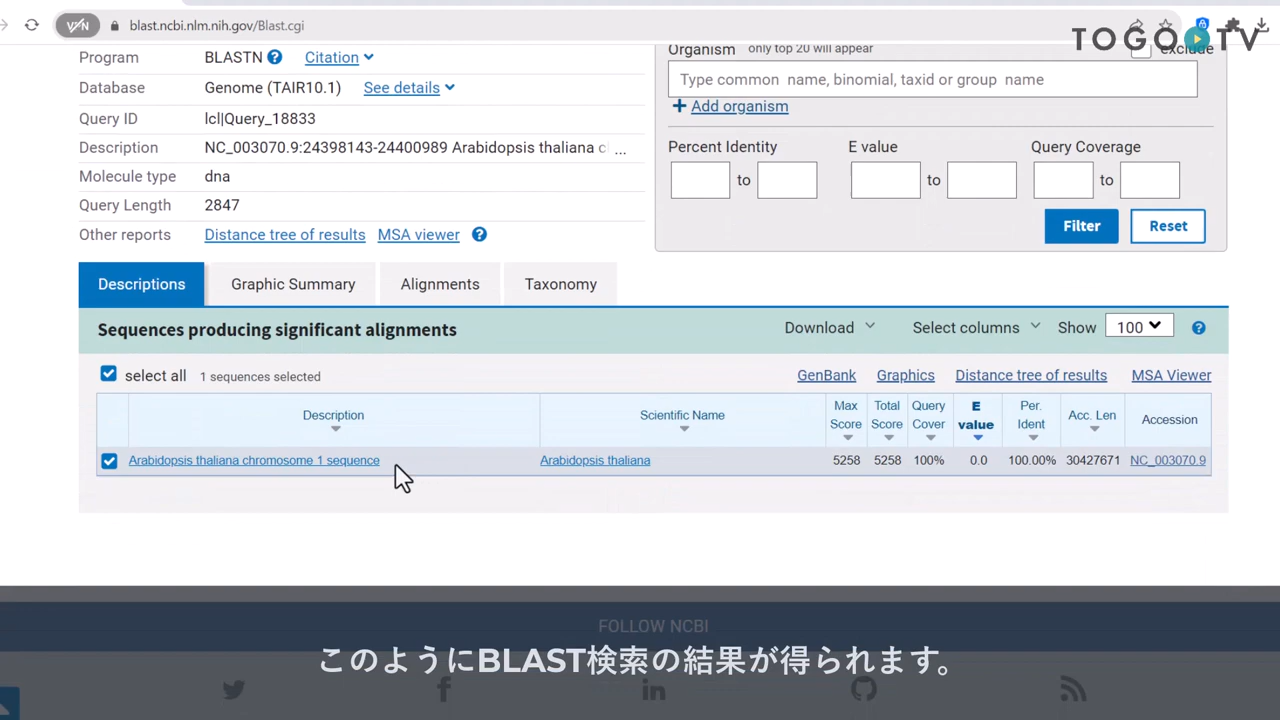 blast.ncbi.nlm.nih.gov/Blast.cgi
TOGO TV
Program BLASTN ? Citation
Database Genome (TAIR10.1) See details
Query ID lcl|Query_18833
Description NC_003070.9:24398143-24400989 Arabidopsis thaliana c ...
Molecule type dna
Query Length 2847
Other reports Distance tree of results MSA viewer ?
Organism only top 20 will appear exclude
Type common name, binomial, taxid or group name
+ Add organism
Percent Identity E value Query Coverage
to to to
Filter Reset
Descriptions Graphic Summary Alignments Taxonomy
Sequences producing significant alignments Download Select columns Show 100 ?
select all 1 sequences selected GenBank Graphics Distance tree of results MSA Viewer
Description Scientific Name Max Score Total Score Query Cover E value Per. Ident Acc. Len Accession
Arabidopsis thaliana chromosome 1 sequence Arabidopsis thaliana 5258 5258 100% 0.0 100.00% 30427671 NC_003070.9
FOLLOW NCBI
このようにBLAST検索の結果が得られます。